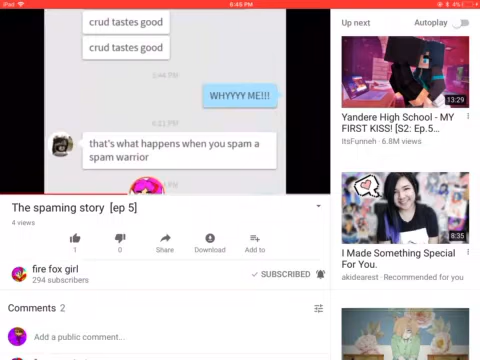 iPad
6:45 PM
4%
crud tastes good
crud tastes good
3:44 PM
WHYYYY ME!!!
4:21 PM
that's what happens when you spam a
spam warrior
PM
The spaming story [ep 5]
4 views
1
0
Share
Download
Add to
fire fox girl
294 subscribers
SUBSCRIBED
Comments 2
Add a public comment...
Up next
Autoplay
13:29
Yandere High School - MY
FIRST KISS! [S2: Ep.5...
ItsFunneh • 6.8M views
8:35
I Made Something Special
For You.
akidearest • Recommended for you